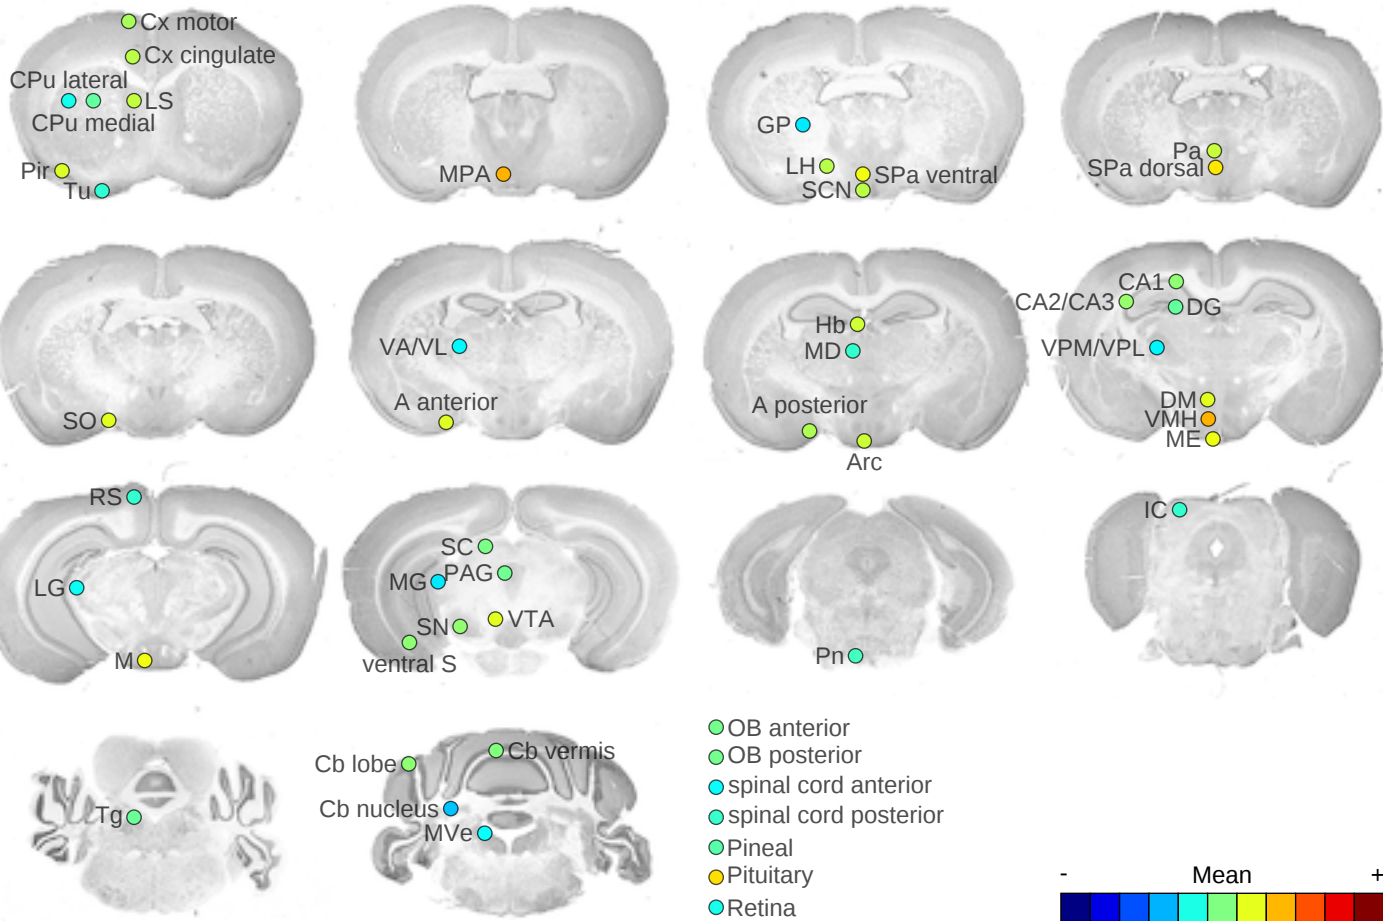 Cx motor
Cx cingulate
CPu lateral
LS
CPu medial
Pir
Tu
MPA
GP
LH
SPa ventral
SCN
Pa
SPa dorsal
SO
VA/VL
A anterior
Hb
MD
A posterior
Arc
CA1
CA2/CA3
DG
VPM/VPL
DM
VMH
ME
RS
LG
M
SC
PAG
MG
VTA
SN
ventral S
Pn
IC
Tg
Cb vermis
Cb lobe
Cb nucleus
MVe
OB anterior
OB posterior
spinal cord anterior
spinal cord posterior
Pineal
Pituitary
Retina
- Mean +